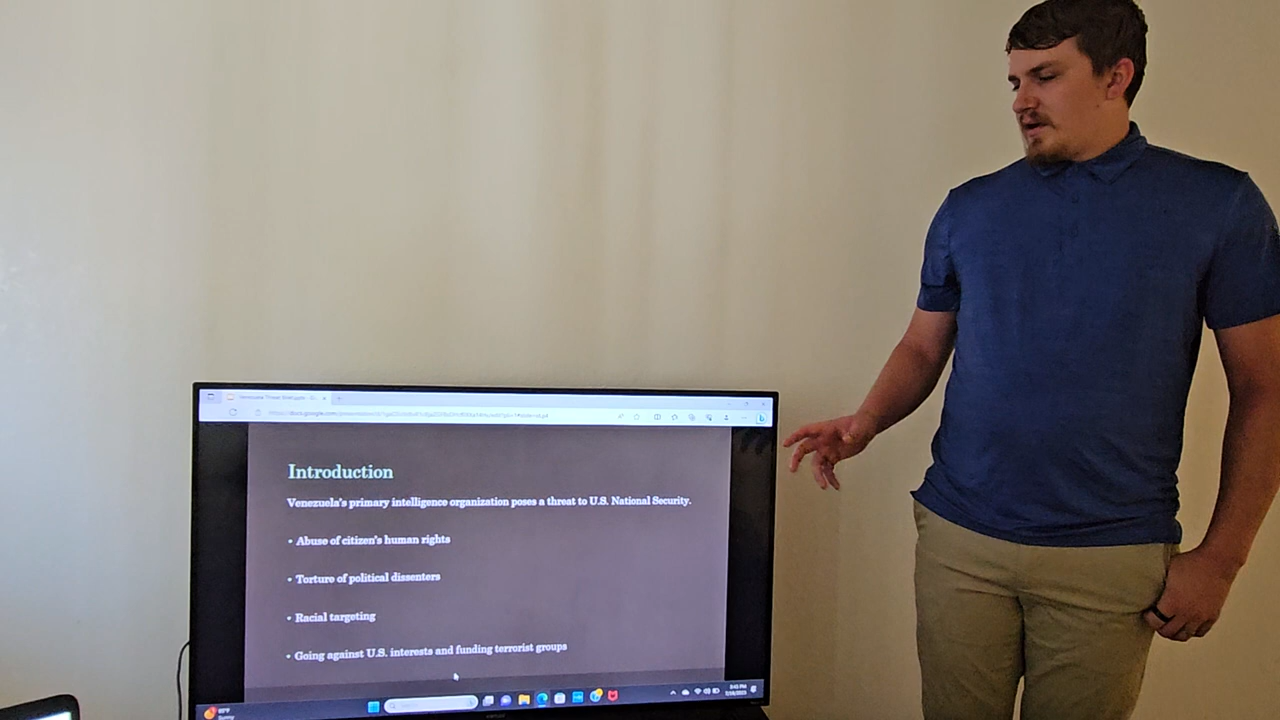 Introduction
Venezuela's primary intelligence organization poses a threat to U.S. National Security.
• Abuse of citizen's human rights
• Torture of political dissenters
• Racial targeting
• Going against U.S. interests and funding terrorist groups
Sunny